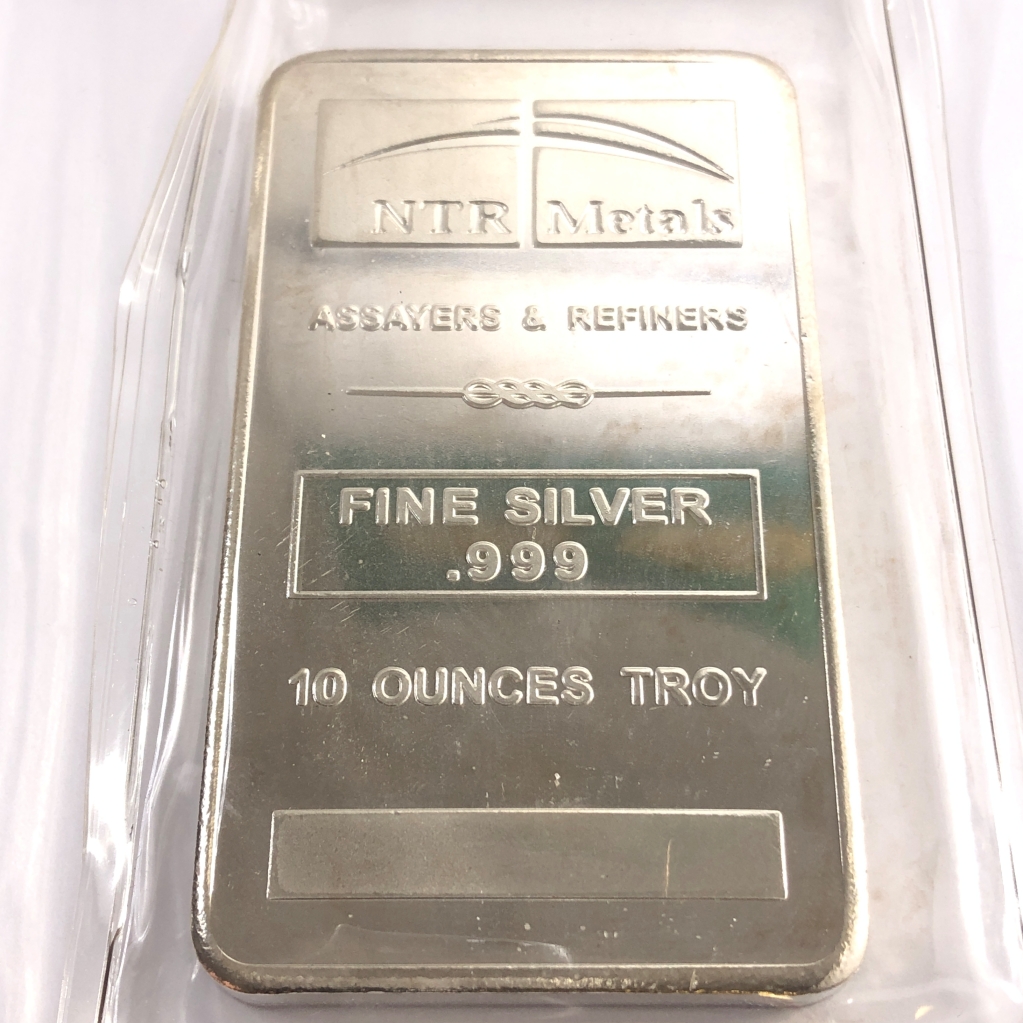 NTR Metals
ASSAYERS & REFINERS
FINE SILVER
.999
10 OUNCES TROY